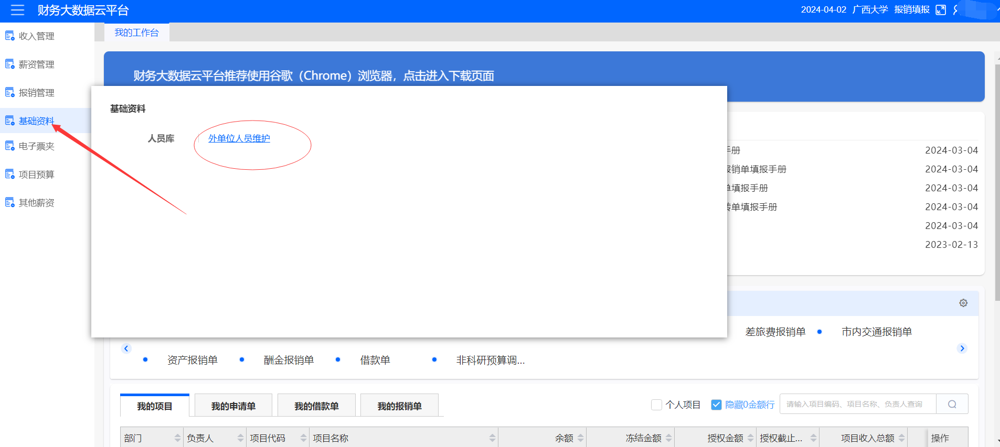 财务大数据云平台
2024-04-02 广西大学 报销填报
收入管理
薪资管理
报销管理
基础资料
电子票夹
项目预算
其他薪资
我的工作台
财务大数据云平台推荐使用谷歌（Chrome）浏览器，点击进入下载页面
基础资料
人员库 外单位人员维护
手册 2024-03-04
报销单填报手册 2024-03-04
单填报手册 2024-03-04
单填报手册 2024-03-04
2024-03-04
2023-02-13
差旅费报销单 市内交通报销单
资产报销单 酬金报销单 借款单 非科研预算调...
我的项目 我的申请单 我的借款单 我的报销单
个人项目 隐藏0金额行 请输入项目编码、项目名称、负责人查询
部门 负责人 项目代码 项目名称 余额 冻结金额 授权金额 授权截止... 项目收入总额 操作